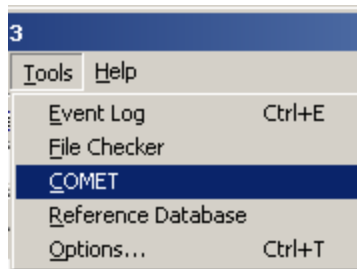 3
Tools Help
Event Log Ctrl+E
File Checker
COMET
Reference Database
Options... Ctrl+T